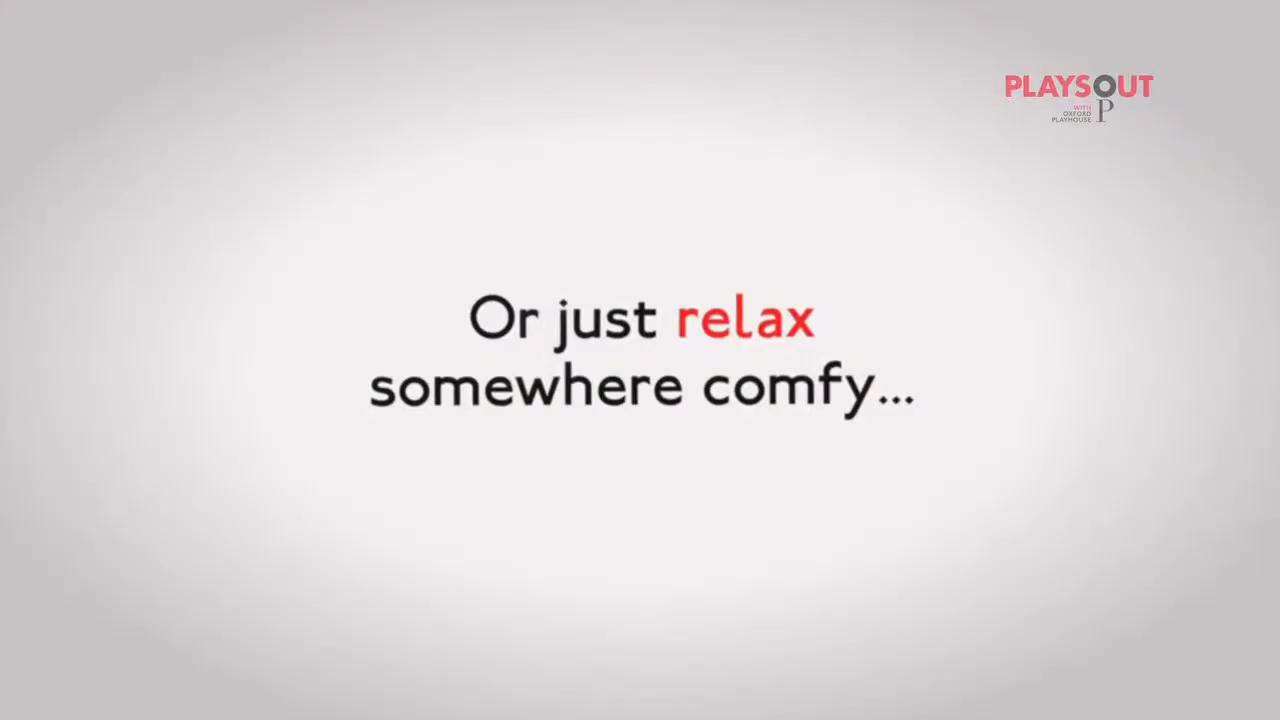 PLAYSOUT
WITH
OXFORD
PLAYHOUSE
P
Or just relax
somewhere comfy...